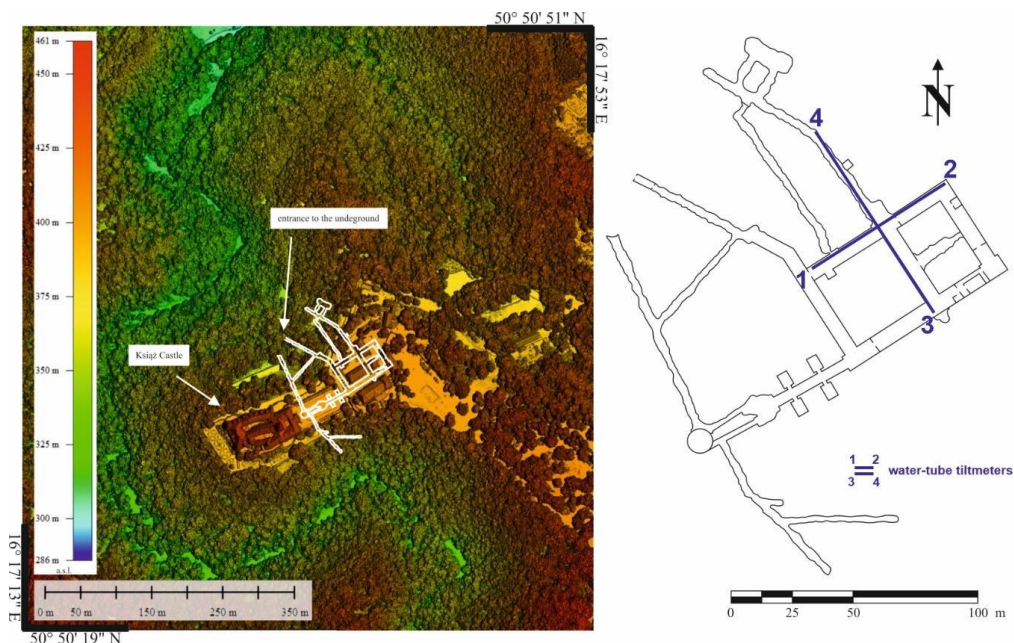 50° 50' 51" N
16° 17' 53" E
461 m
450 m
425 m
400 m
375 m
350 m
325 m
300 m
286 m
a.s.l.
entrance to the undeground
Książ Castle
0 m 50 m 150 m 250 m 350 m
16° 17' 13" E
50° 50' 19" N
N
4
2
1
3
1 2
3 4
water-tube tiltmeters
0 25 50 100 m